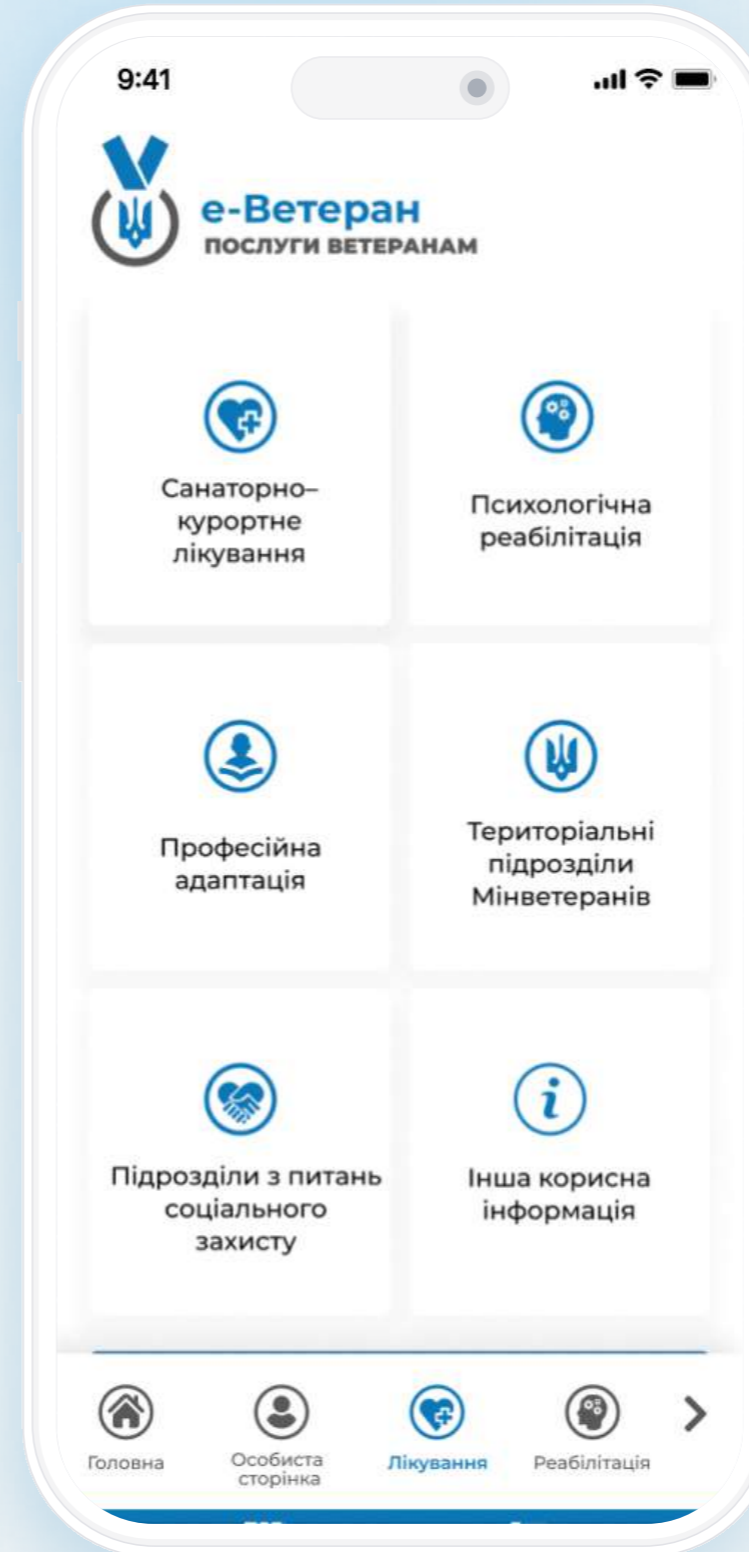 9:41
е-Ветеран
ПОСЛУГИ ВЕТЕРАНАМ
Санаторно–
курортне
лікування
Психологічна
реабілітація
Професійна
адаптація
Територіальні
підрозділи
Мінветеранів
Підрозділи з питань
соціального
захисту
Інша корисна
інформація
Головна
Особиста
сторінка
Лікування
Реабілітація